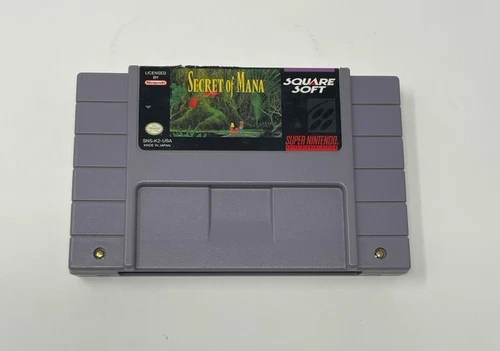 LICENSED
BY
Nintendo
SECRET of MANA
SQUARE
SOFT
SNS-K2-USA
MADE IN JAPAN
SUPER NINTENDO